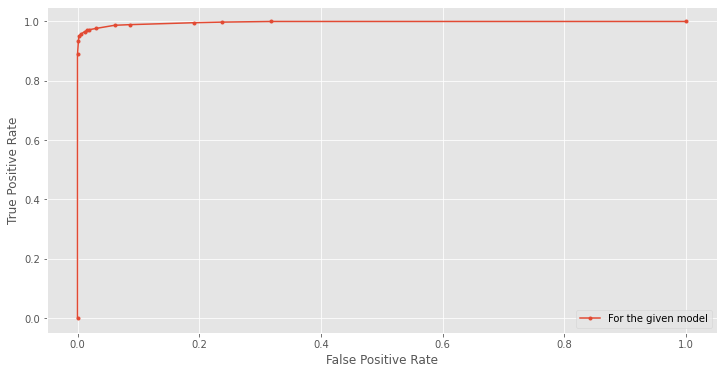 1.0
0.8
0.6
0.4
0.2
0.0
True Positive Rate
For the given model
0.0 0.2 0.4 0.6 0.8 1.0
False Positive Rate